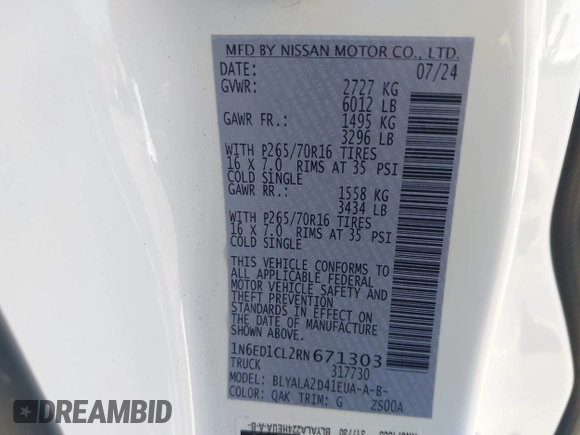 MFD BY NISSAN MOTOR CO., LTD.
DATE: 07/24
GVWR: 2727 KG
6012 LB
GAWR FR.: 1495 KG
3296 LB
WITH P265/70R16 TIRES
16 X 7.0 RIMS AT 35 PSI
COLD SINGLE
GAWR RR.: 1558 KG
3434 LB
WITH P265/70R16 TIRES
16 X 7.0 RIMS AT 35 PSI
COLD SINGLE
THIS VEHICLE CONFORMS TO
ALL APPLICABLE FEDERAL
MOTOR VEHICLE SAFETY AND
THEFT PREVENTION
STANDARDS IN EFFECT ON
THE DATE OF MANUFACTURE
SHOWN ABOVE.
1N6ED1CL2RN671303
TRUCK 317730
MODEL: BLYALA2D41EUA-A-B-
COLOR: QAK TRIM: G ZS00A
BLYALAZZ4HEUA-A-B- 317730
DREAMBID